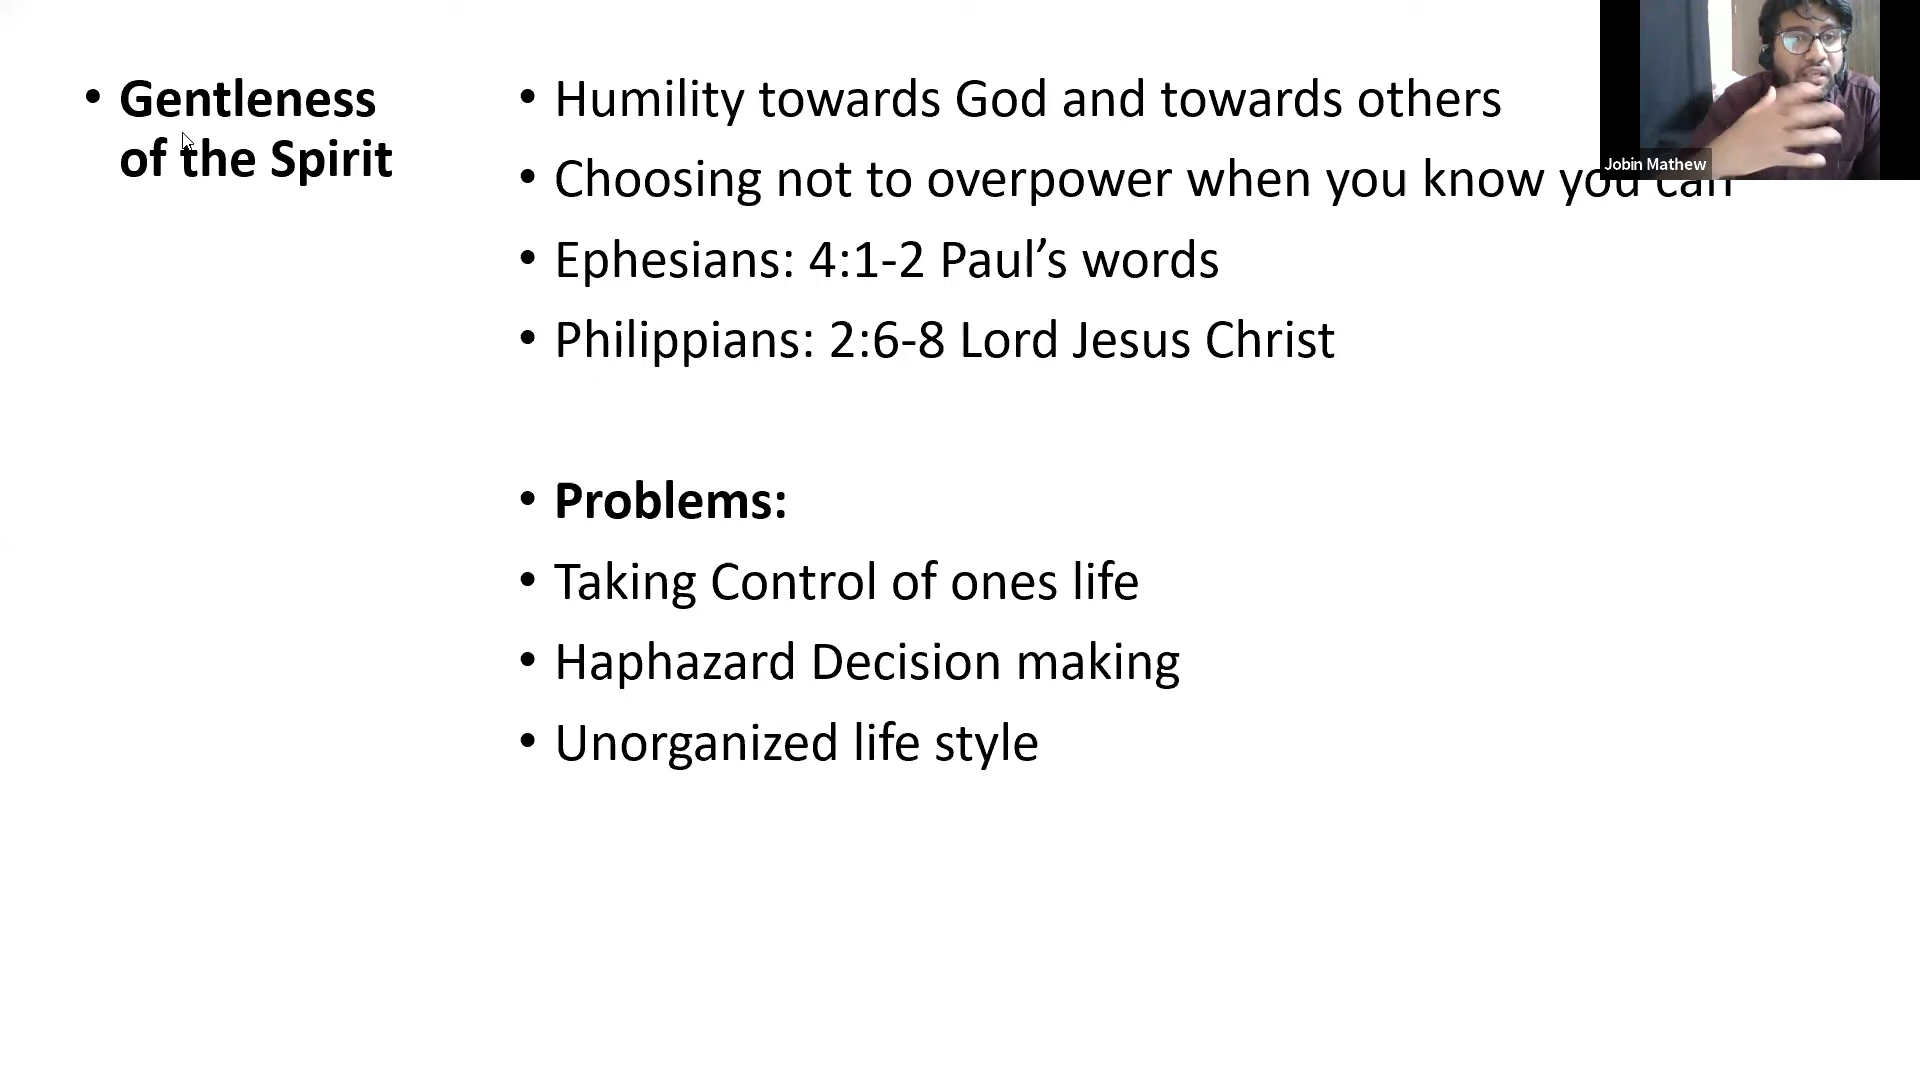 • Gentleness
of the Spirit
• Humility towards God and towards others
• Choosing not to overpower when you know you can
• Ephesians: 4:1-2 Paul’s words
• Philippians: 2:6-8 Lord Jesus Christ
• Problems:
• Taking Control of ones life
• Haphazard Decision making
• Unorganized life style
Jobin Mathew